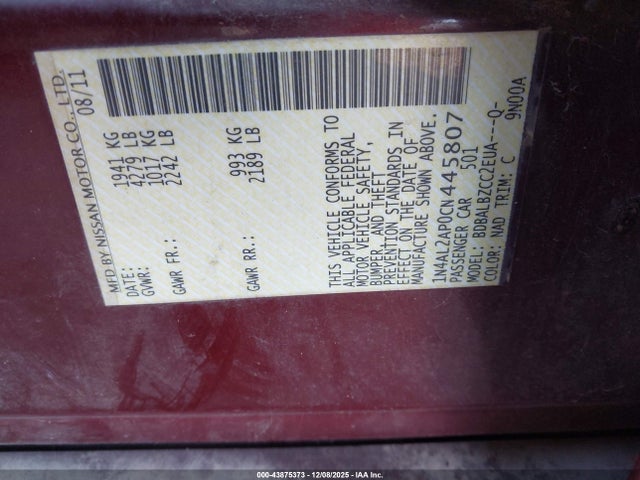 MFD BY NISSAN MOTOR CO., LTD.
DATE: 08/11
GVWR: 1941 KG
4279 LB
GAWR FR: 1017 KG
2242 LB
GAWR RR: 993 KG
2189 LB
THIS VEHICLE CONFORMS TO
ALL APPLICABLE FEDERAL
MOTOR VEHICLE SAFETY,
BUMPER, AND THEFT
PREVENTION STANDARDS IN
EFFECT ON THE DATE OF
MANUFACTURE SHOWN ABOVE.
1N4AL2AP0CN445807
PASSENGER CAR 501
MODEL: BDBALBZCC2EUA---Q-
COLOR: NAD TRIM: C 9N00A
000-43875373 - 12/08/2025 - IAA Inc.